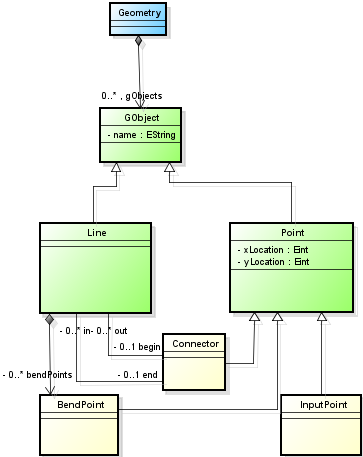 Geometry
0..* , gObjects
GObject
- name : EString
Line
Point
- xLocation : EInt
- yLocation : EInt
- 0..* in- 0..* out
Connector
- 0..1 begin
- 0..* bendPoints
- 0..1 end
BendPoint
InputPoint